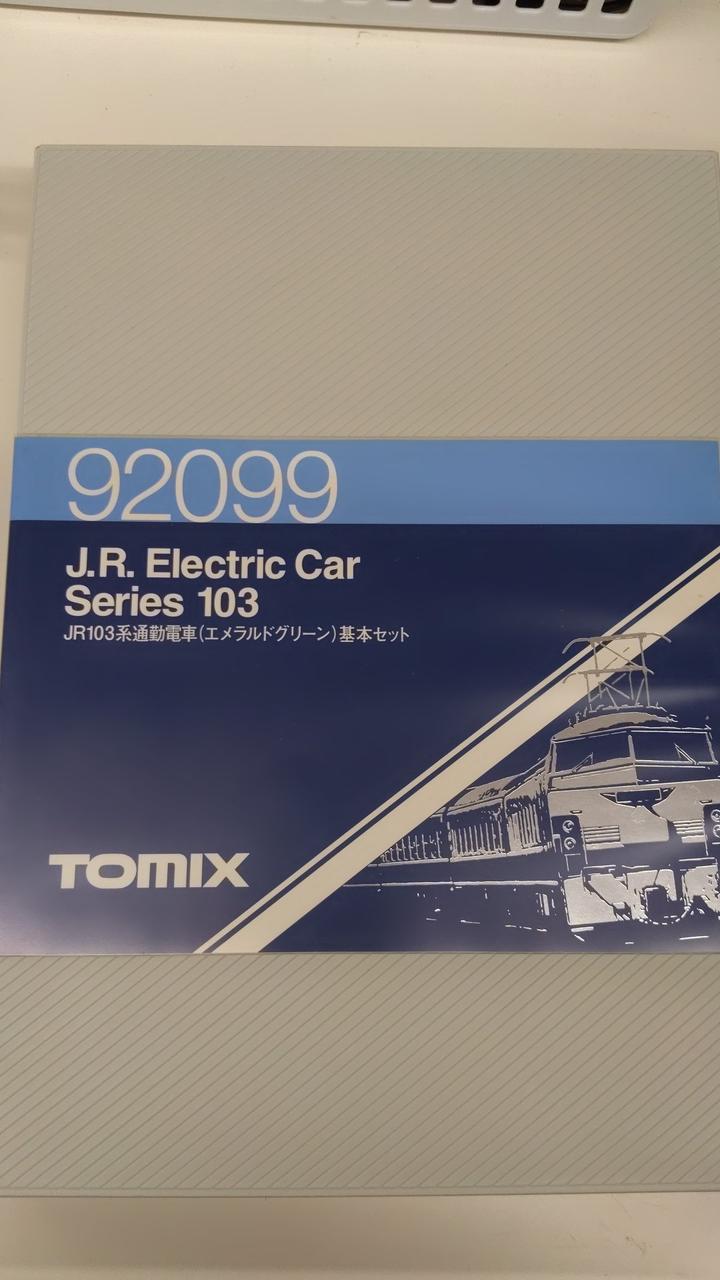 92099
J.R. Electric Car
Series 103
JR103系通勤電車(エメラルドグリーン)基本セット
TOMIX